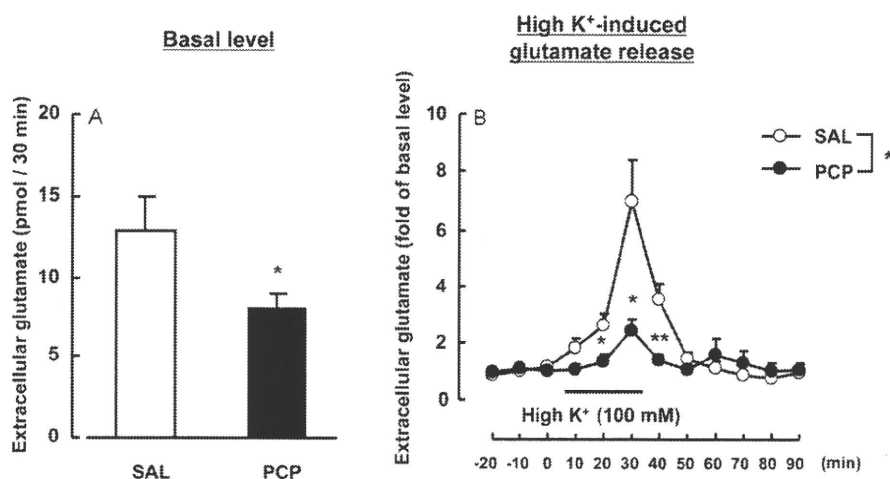 Basal level
Extracellular glutamate (pmol / 30 min)
A
20
15
10
5
0
*
SAL
PCP
High K⁺-induced
glutamate release
Extracellular glutamate (fold of basal level)
B
10
8
6
4
2
0
SAL
PCP
*
*
*
**
High K⁺ (100 mM)
-20 -10 0 10 20 30 40 50 60 70 80 90 (min)